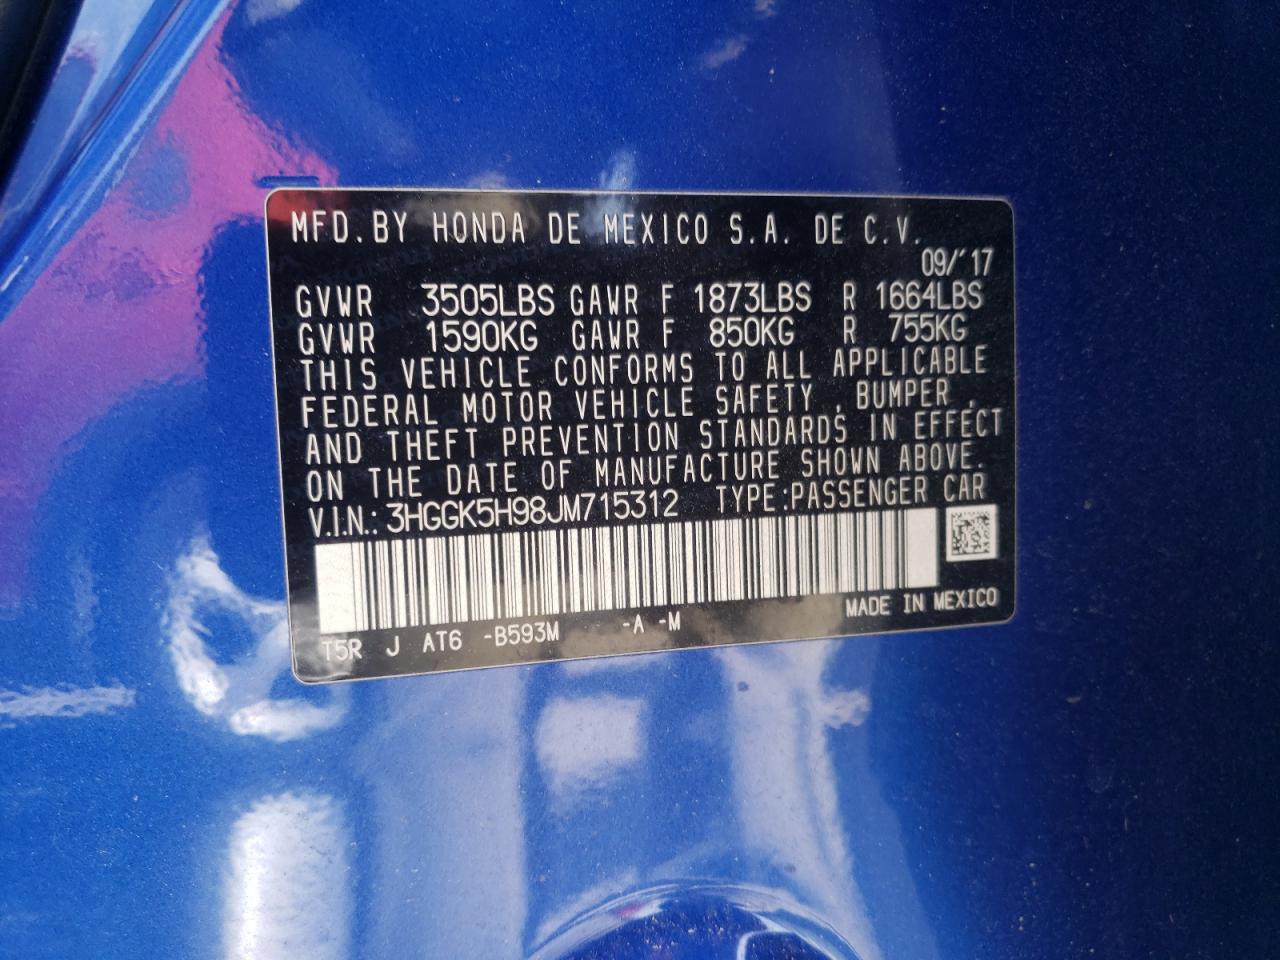 MFD. BY HONDA DE MEXICO S.A. DE C.V.
09/'17
GVWR 3505LBS GAWR F 1873LBS R 1664LBS
GVWR 1590KG GAWR F 850KG R 755KG
THIS VEHICLE CONFORMS TO ALL APPLICABLE
FEDERAL MOTOR VEHICLE SAFETY , BUMPER ,
AND THEFT PREVENTION STANDARDS IN EFFECT
ON THE DATE OF MANUFACTURE SHOWN ABOVE.
V.I.N.: 3HGGK5H98JM715312 TYPE:PASSENGER CAR
T5R J AT6 -B593M -A -M MADE IN MEXICO